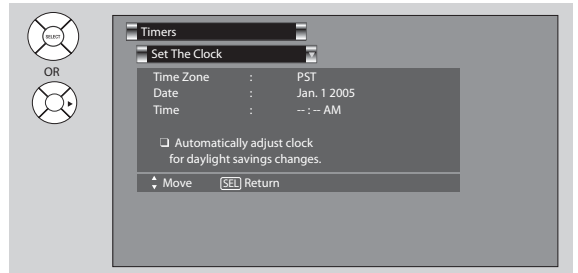 SELECT
OR
Timers
Set The Clock
Time Zone : PST
Date : Jan. 1 2005
Time : -- : -- AM
❏ Automatically adjust clock
for daylight savings changes.
Move SEL Return